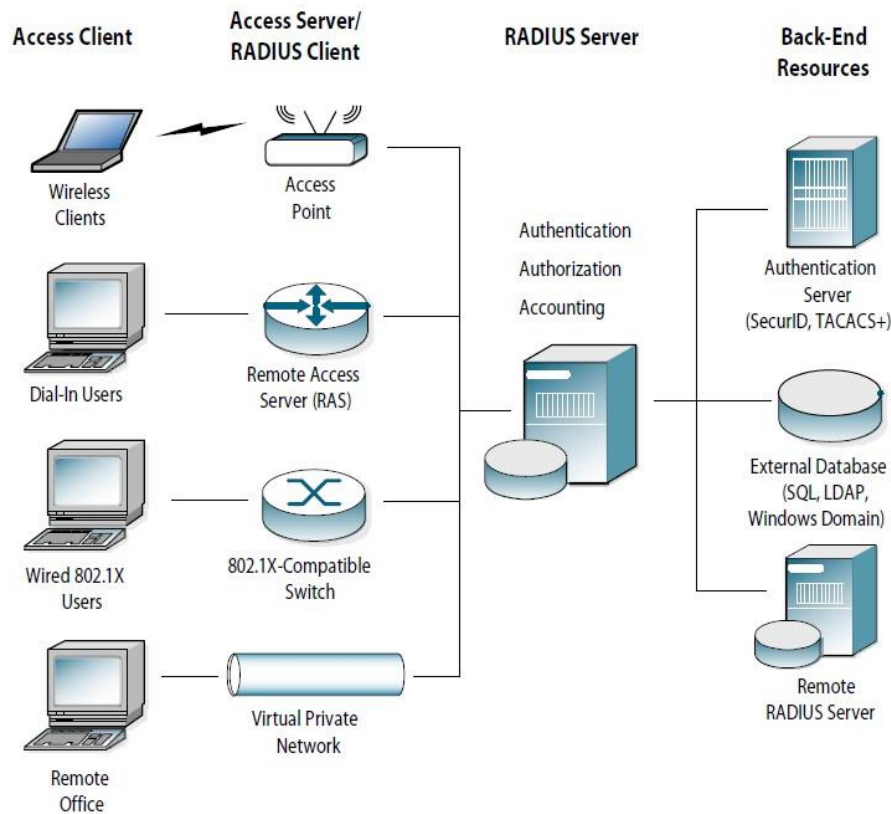 Access Client
Access Server/
RADIUS Client
RADIUS Server
Back-End
Resources
Wireless
Clients
Access
Point
Authentication
Authorization
Accounting
Authentication
Server
(SecurID, TACACS+)
Dial-In Users
Remote Access
Server (RAS)
External Database
(SQL, LDAP,
Windows Domain)
Wired 802.1X
Users
802.1X-Compatible
Switch
Remote
RADIUS Server
Remote
Office
Virtual Private
Network